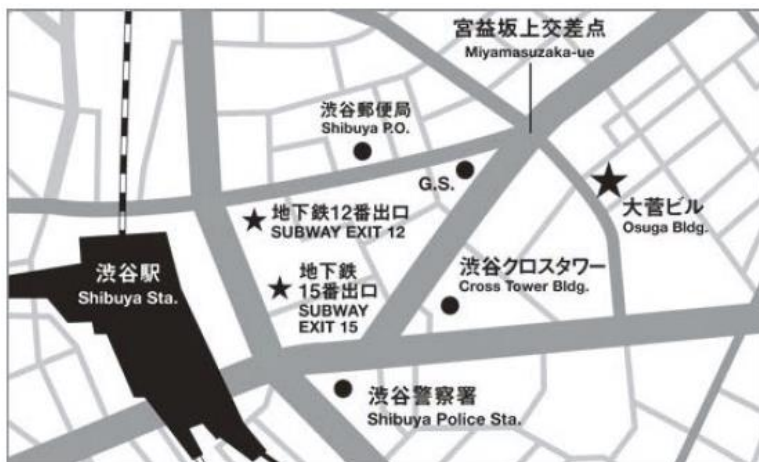 宮益坂上交差点
Miyamasuzaka-ue
渋谷郵便局
Shibuya P.O.
G.S.
大菅ビル
Osuga Bldg.
地下鉄12番出口
SUBWAY EXIT 12
渋谷駅
Shibuya Sta.
地下鉄
15番出口
SUBWAY
EXIT 15
渋谷クロスタワー
Cross Tower Bldg.
渋谷警察署
Shibuya Police Sta.